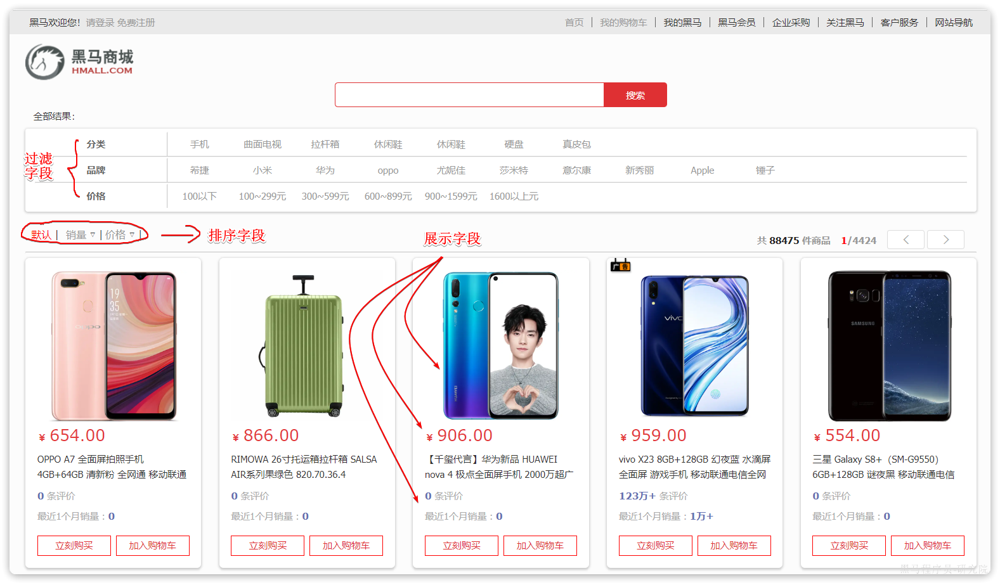 黑马欢迎您! 请登录 免费注册
首页 | 我的购物车 | 我的黑马 | 黑马会员 | 企业采购 | 关注黑马 | 客户服务 | 网站导航
黑马商城
HMALL.COM
搜索
全部结果:
过滤
字段
分类 手机 曲面电视 拉杆箱 休闲鞋 休闲鞋 硬盘 真皮包
品牌 希捷 小米 华为 oppo 尤妮佳 莎米特 意尔康 新秀丽 Apple 锤子
价格 100以下 100~299元 300~599元 600~899元 900~1599元 1600以上元
默认 | 销量 ▿ | 价格 ▿ |
排序字段
展示字段
共 88475 件商品 1/4424
广告
19
35
OPPO
HUAWEI
vivo
SAMSUNG
¥ 654.00
OPPO A7 全面屏拍照手机
4GB+64GB 清新粉 全网通 移动联通
0 条评价
最近1个月销量：0
立刻购买 加入购物车
¥ 866.00
RIMOWA 26寸托运箱拉杆箱 SALSA
AIR系列果绿色 820.70.36.4
0 条评价
最近1个月销量：0
立刻购买 加入购物车
¥ 906.00
【千玺代言】华为新品 HUAWEI
nova 4 极点全面屏手机 2000万超广
0 条评价
最近1个月销量：0
立刻购买 加入购物车
¥ 959.00
vivo X23 8GB+128GB 幻夜蓝 水滴屏
全面屏 游戏手机 移动联通电信全网
123万+ 条评价
最近1个月销量：1万+
立刻购买 加入购物车
¥ 554.00
三星 Galaxy S8+（SM-G9550）
6GB+128GB 谜夜黑 移动联通电信
0 条评价
最近1个月销量：0
立刻购买 加入购物车
黑马程序员-研究院